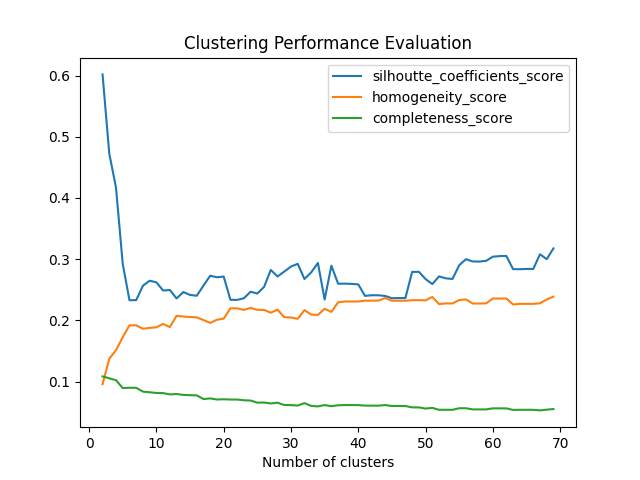 Clustering Performance Evaluation
silhoutte_coefficients_score
homogeneity_score
completeness_score
0.6
0.5
0.4
0.3
0.2
0.1
0 10 20 30 40 50 60 70
Number of clusters